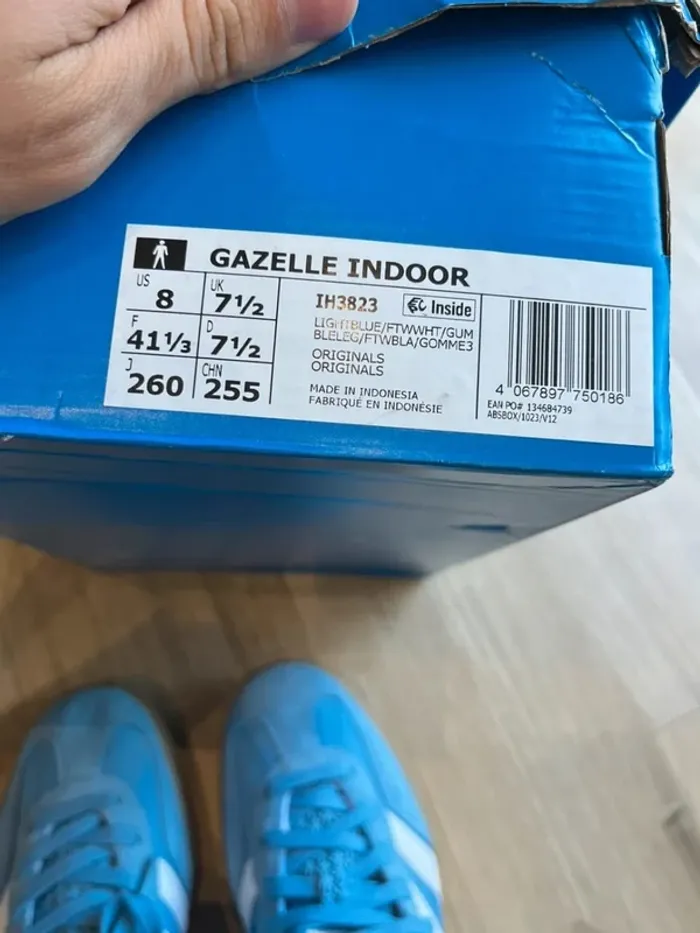 GAZELLE INDOOR
US UK
8 7½
F D
41⅓ 7½
J CHN
260 255
IH3823 Inside
LIGHTBLUE/FTWWHT/GUM
BLELEG/FTWBLA/GOMME3
ORIGINALS
ORIGINALS
MADE IN INDONESIA
FABRIQUÉ EN INDONÉSIE
4 067897 750186
EAN PO# 134684739
ABSBOX/1023/V12